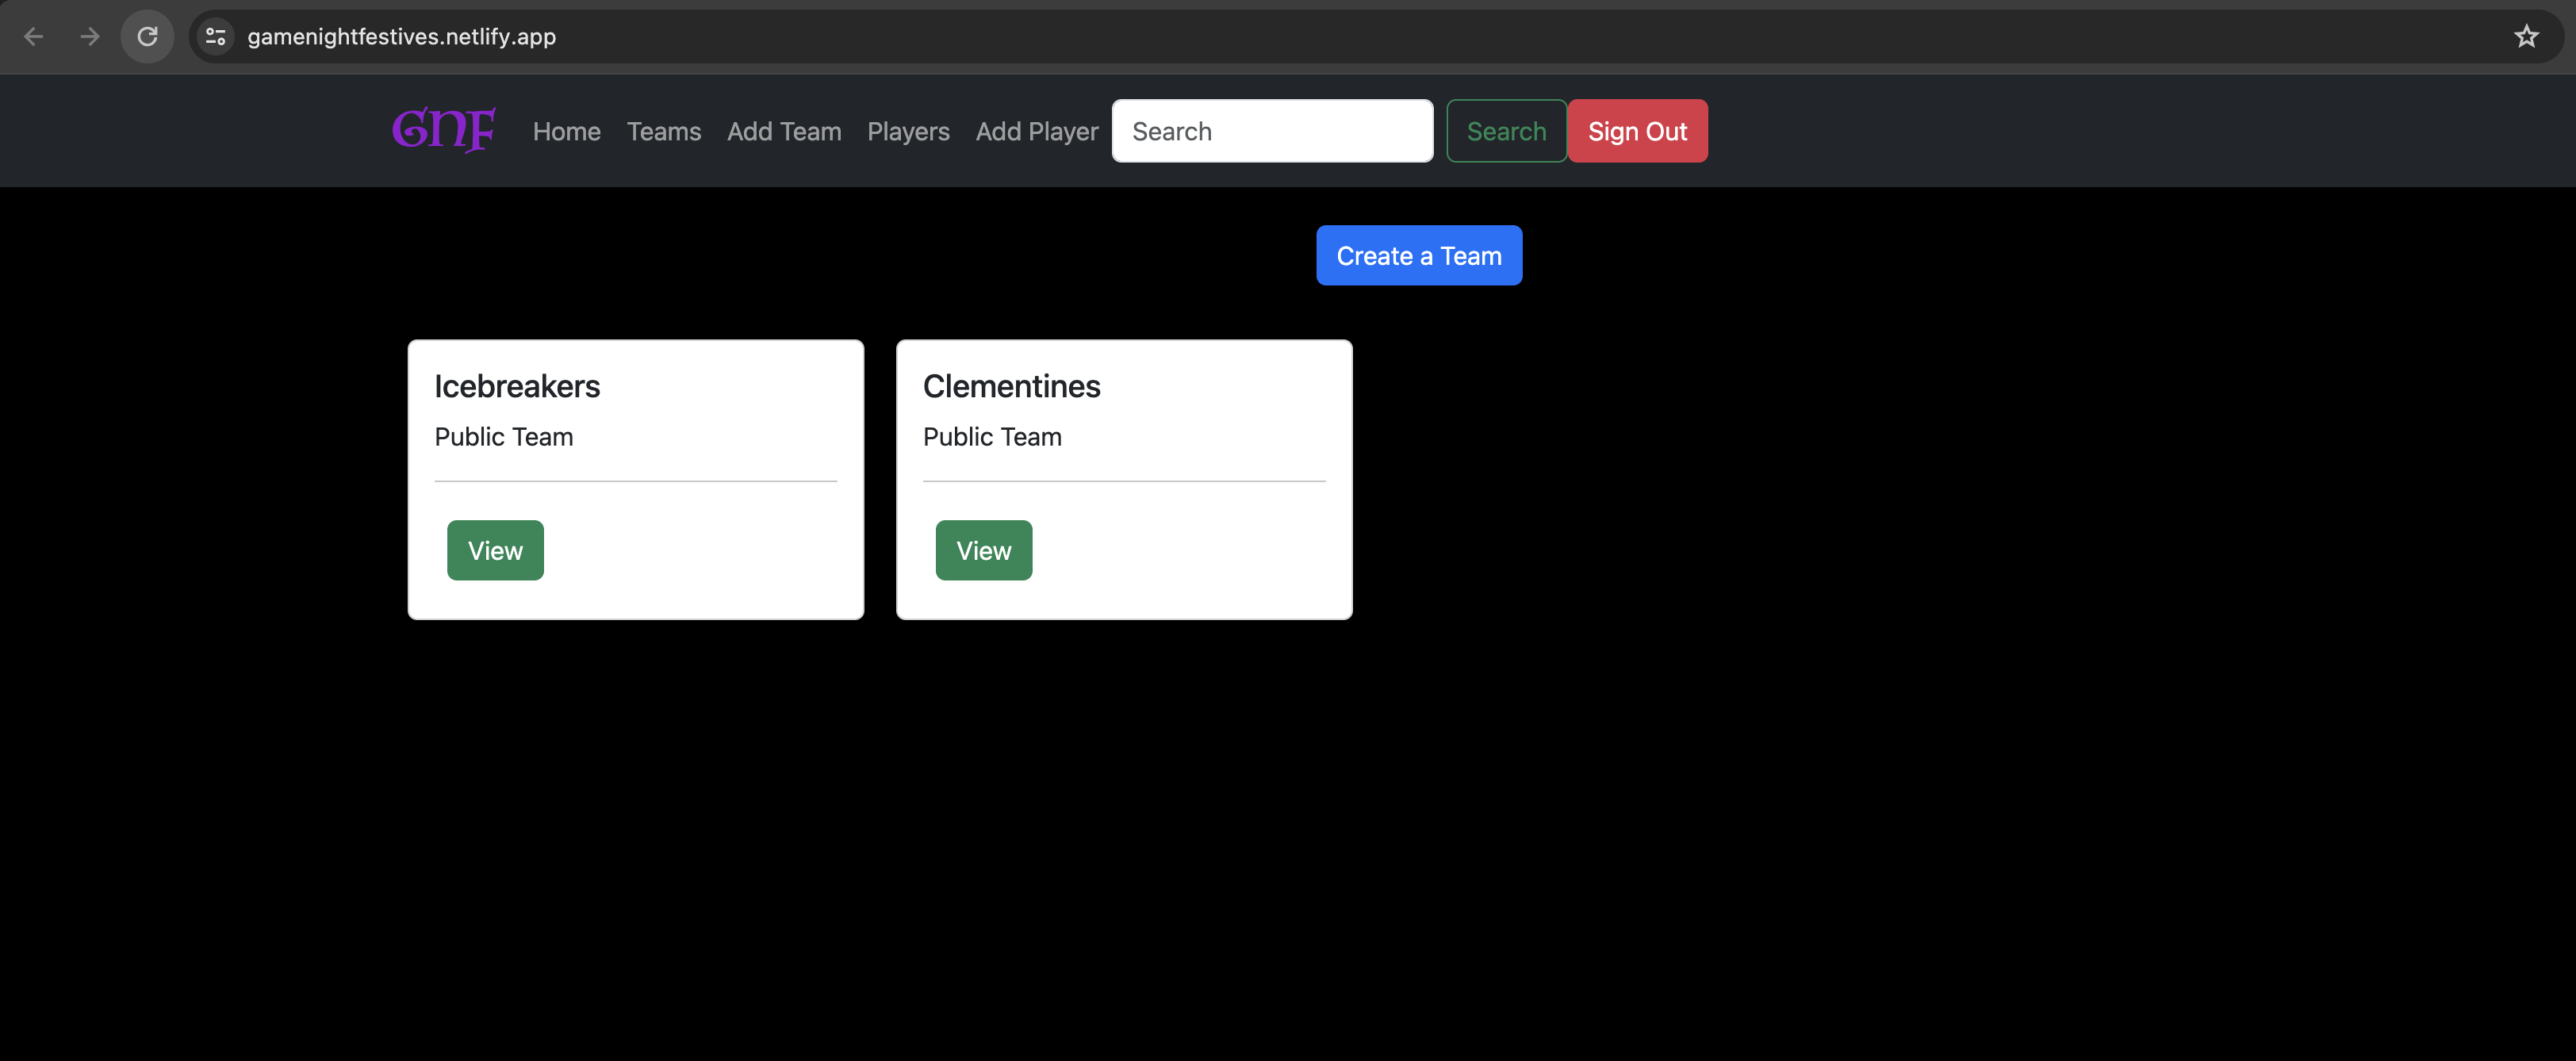 gamenightfestives.netlify.app
GNF Home Teams Add Team Players Add Player Search Search Sign Out
Create a Team
Icebreakers
Public Team
View
Clementines
Public Team
View